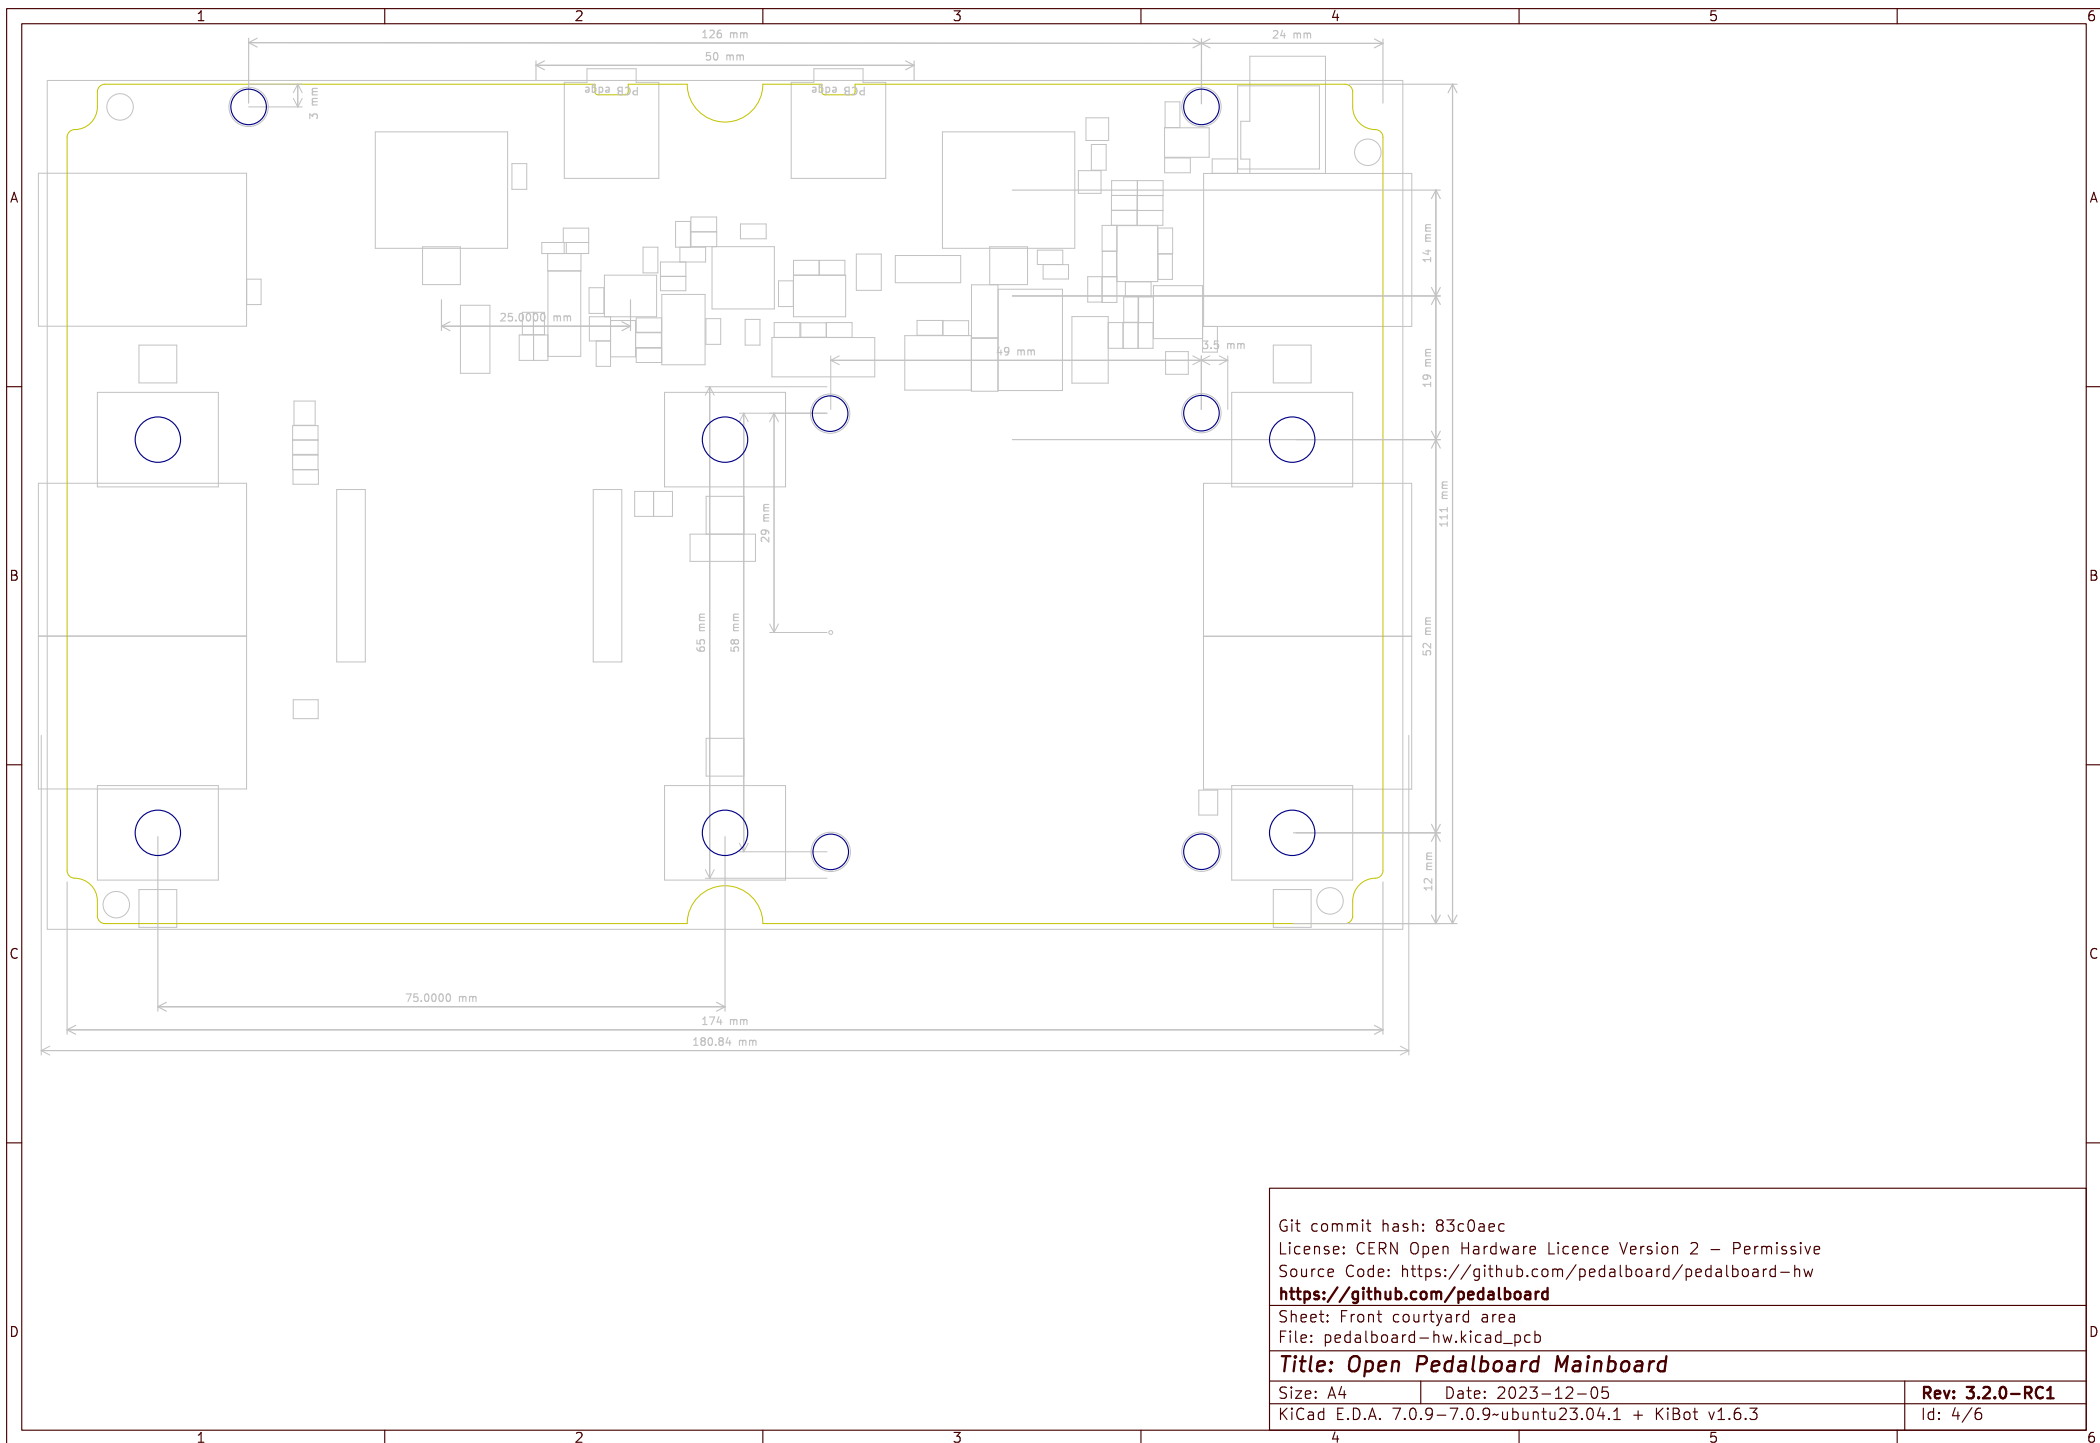 1 2 3 4 5 6
126 mm
24 mm
50 mm
3 mm
PCB edge
PCB edge
A
A
14 mm
25.0000 mm
49 mm
3.5 mm
19 mm
111 mm
29 mm
B
B
65 mm
58 mm
52 mm
12 mm
C
C
75.0000 mm
174 mm
180.84 mm
Git commit hash: 83c0aec
License: CERN Open Hardware Licence Version 2 – Permissive
Source Code: https://github.com/pedalboard/pedalboard-hw
https://github.com/pedalboard
Sheet: Front courtyard area
File: pedalboard-hw.kicad_pcb
D
D
Title: Open Pedalboard Mainboard
Size: A4 Date: 2023-12-05 Rev: 3.2.0-RC1
KiCad E.D.A. 7.0.9-7.0.9~ubuntu23.04.1 + KiBot v1.6.3 Id: 4/6
1 2 3 4 5 6